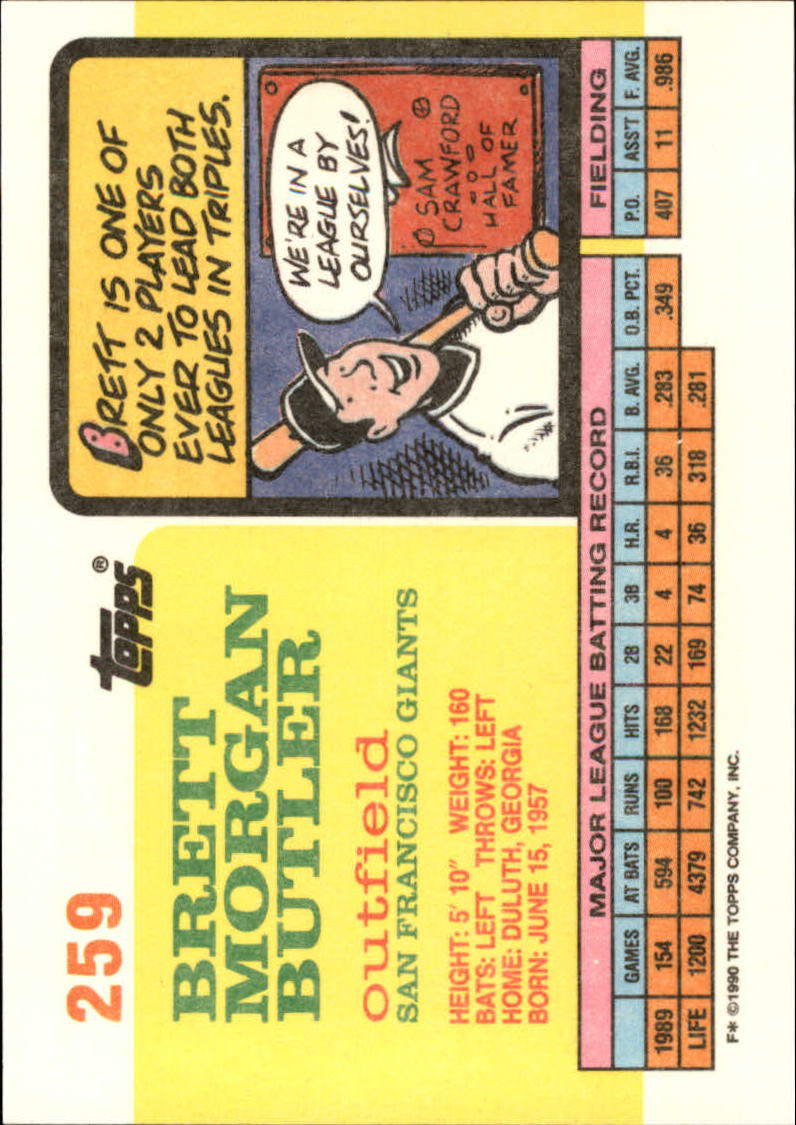 259
topps®
BRETT
MORGAN
BUTLER
outfield
SAN FRANCISCO GIANTS
HEIGHT: 5' 10" WEIGHT: 160
BATS: LEFT THROWS: LEFT
HOME: DULUTH, GEORGIA
BORN: JUNE 15, 1957
BRETT IS ONE OF
ONLY 2 PLAYERS
EVER TO LEAD BOTH
LEAGUES IN TRIPLES.
WE'RE IN A
LEAGUE BY
OURSELVES!
SAM
CRAWFORD
HALL OF
FAMER
MAJOR LEAGUE BATTING RECORD FIELDING
GAMES AT BATS RUNS HITS 2B 3B H.R. R.B.I. B. AVG. O.B. PCT. P.O. ASS'T F. AVG.
1989 154 594 100 168 22 4 4 36 .283 .349 407 11 .986
LIFE 1200 4379 742 1232 169 74 36 318 .281
F* ©1990 THE TOPPS COMPANY, INC.